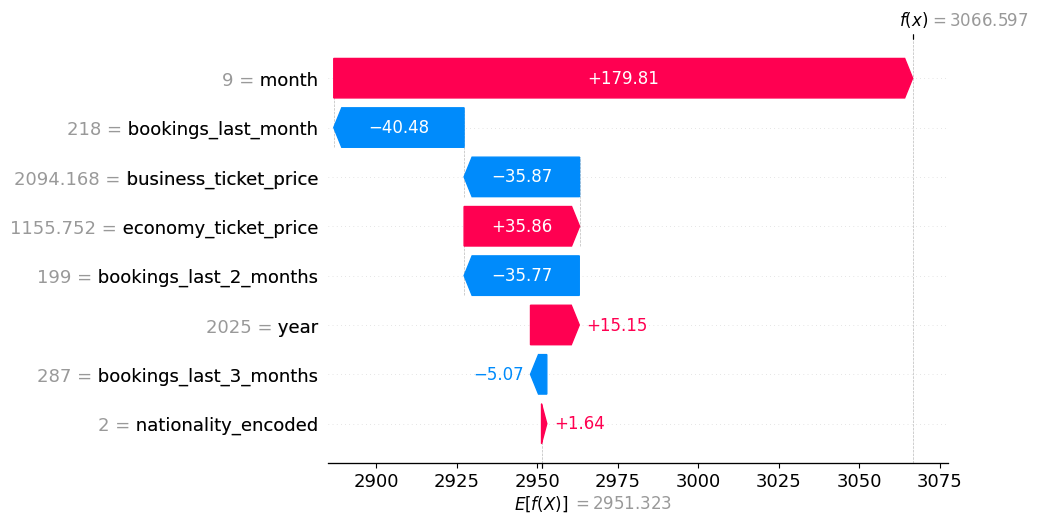 f(x) = 3066.597
9 = month
+179.81
218 = bookings_last_month
−40.48
2094.168 = business_ticket_price
−35.87
1155.752 = economy_ticket_price
+35.86
199 = bookings_last_2_months
−35.77
2025 = year
+15.15
287 = bookings_last_3_months
−5.07
2 = nationality_encoded
+1.64
2900 2925 2950 2975 3000 3025 3050 3075
E[f(X)] = 2951.323